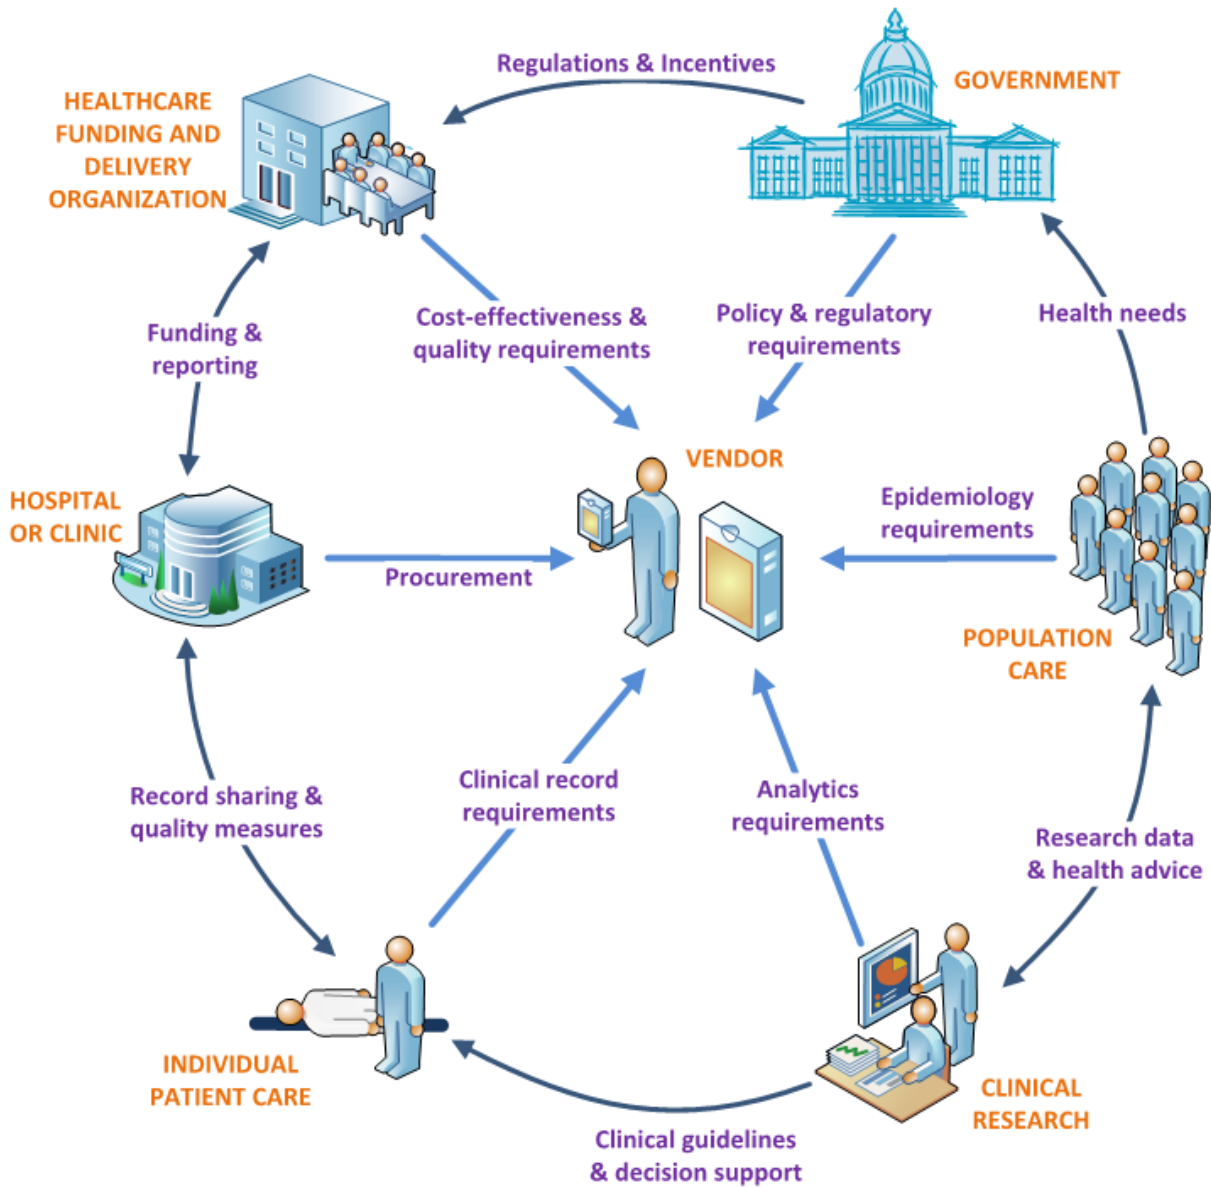 Regulations & Incentives
GOVERNMENT
HEALTHCARE
FUNDING AND
DELIVERY
ORGANIZATION
Funding &
reporting
Cost-effectiveness &
quality requirements
Policy & regulatory
requirements
Health needs
VENDOR
HOSPITAL
OR CLINIC
Procurement
Epidemiology
requirements
POPULATION
CARE
Record sharing &
quality measures
Clinical record
requirements
Analytics
requirements
Research data
& health advice
INDIVIDUAL
PATIENT CARE
CLINICAL
RESEARCH
Clinical guidelines
& decision support